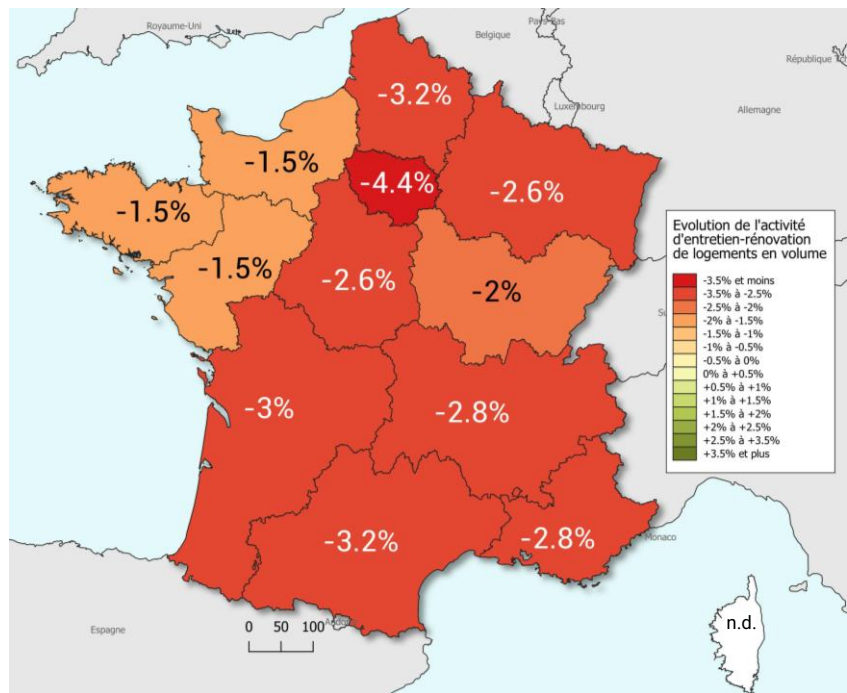 Royaume-Uni
Pays-Bas
Belgique
République Tch
Luxembourg
Allemagne
-3.2%
-1.5%
-4.4%
-2.6%
-1.5%
-1.5%
-2.6%
-2%
-3%
-2.8%
-3.2%
-2.8%
Monaco
Espagne
0 50 100
n.d.
Evolution de l'activité
d'entretien-rénovation
de logements en volume
-3.5% et moins
-3.5% à -2.5%
-2.5% à -2%
-2% à -1.5%
-1.5% à -1%
-1% à -0.5%
-0.5% à 0%
0% à +0.5%
+0.5% à +1%
+1% à +1.5%
+1.5% à +2%
+2% à +2.5%
+2.5% à +3.5%
+3.5% et plus